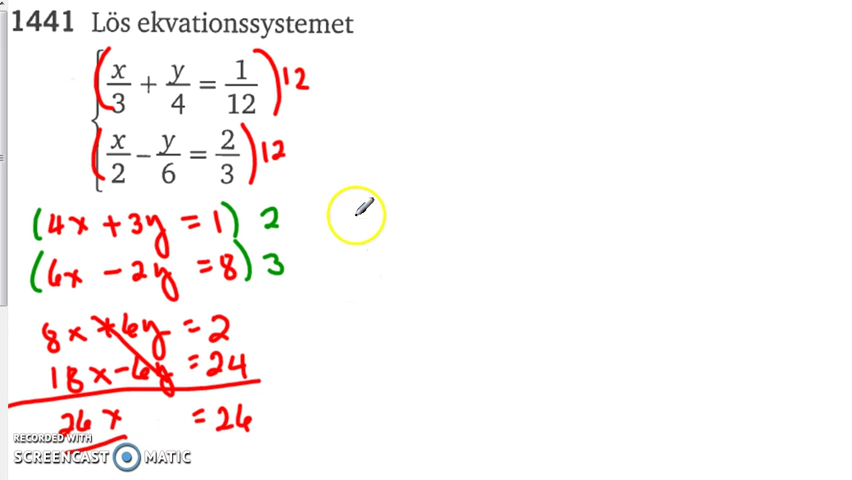 1441 Lös ekvationssystemet
(x/3 + y/4 = 1/12) 12
(x/2 − y/6 = 2/3) 12
(4x + 3y = 1) 2
(6x − 2y = 8) 3
8x + 6y = 2
18x − 6y = 24
26x = 26
RECORDED WITH
SCREENCAST MATIC